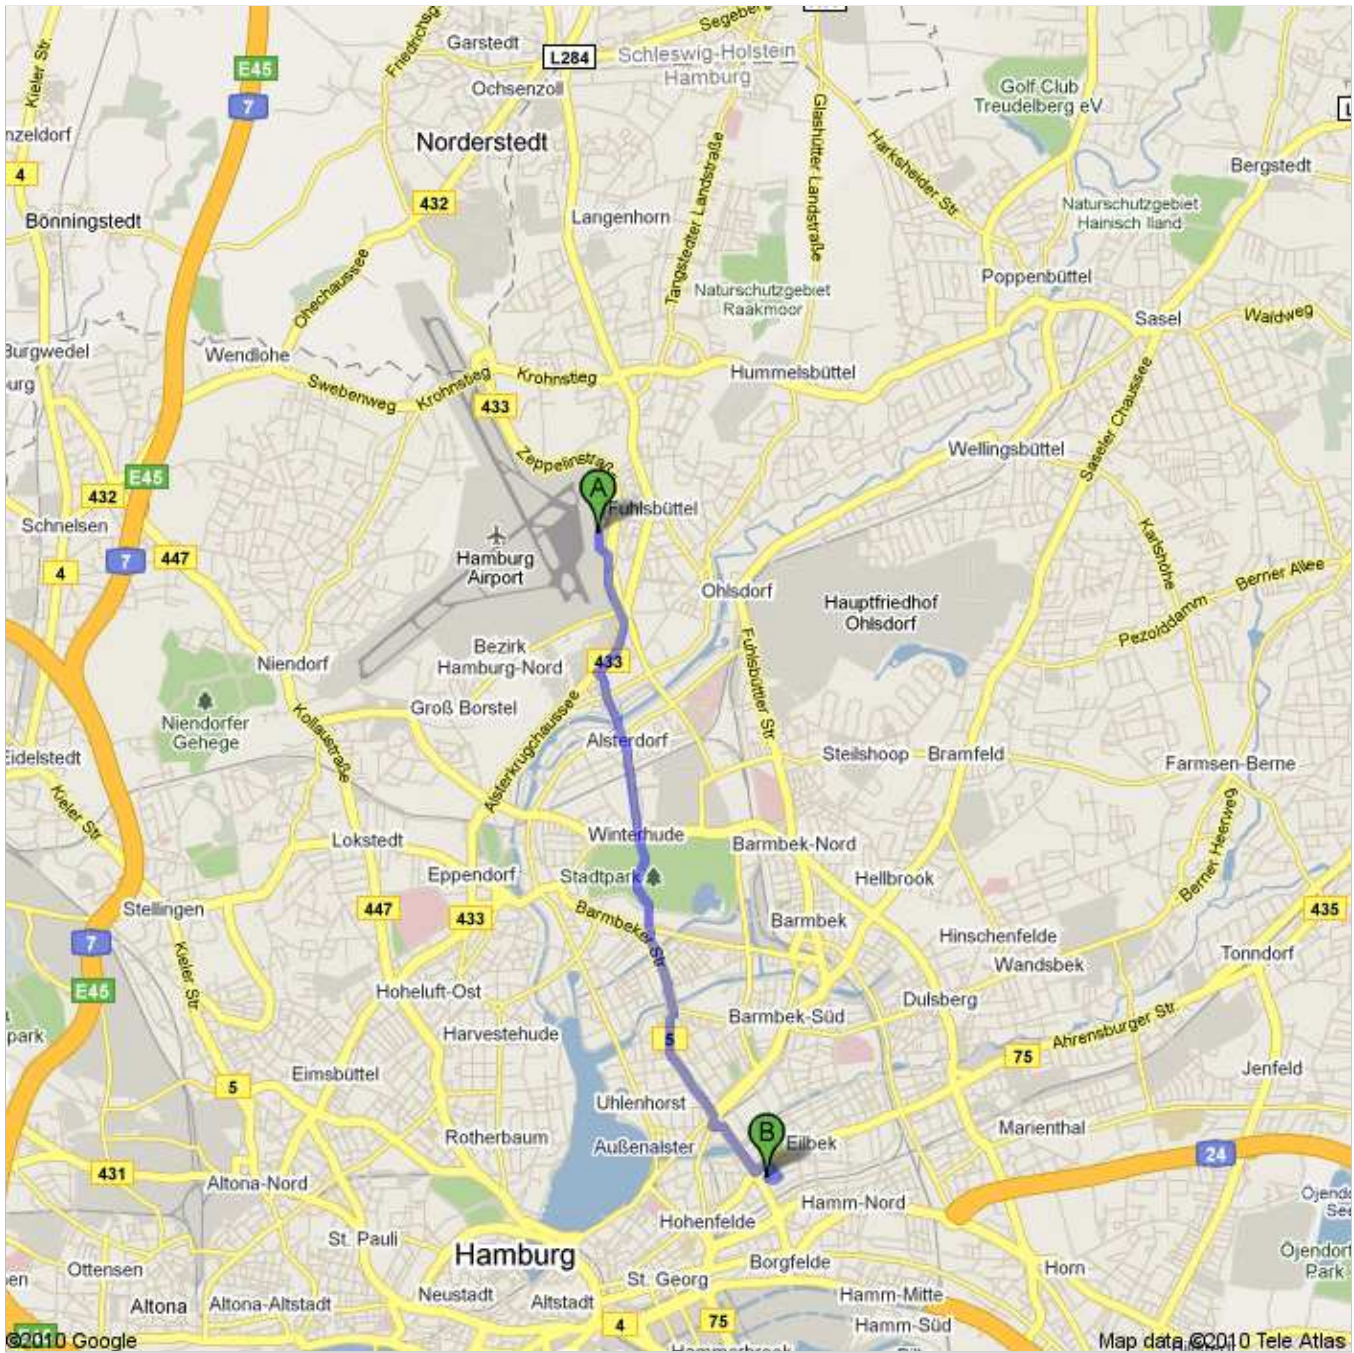 Segeberg
Garstedt
L284
Schleswig-Holstein
Hamburg
Kieler Str.
E45
7
Friedrichsg
Ochsenzoll
Golf Club
Treudelberg eV
nzeldorf
Norderstedt
4
Glashütter Landstraße
Harksheider Str.
Bergstedt
Bönningstedt
432
Langenhorn
Tangstedter Landstraße
Naturschutzgebiet
Hainisch Iland
Ohechaussee
Naturschutzgebiet
Raakmoor
Poppenbüttel
Sasel
Waldweg
Burgwedel
urg
Wendlohe
Swebenweg
Krohnstieg
Krohnstieg
Hummelsbüttel
433
Saseler Chaussee
Zeppelinstraße
Wellingsbüttel
E45
432
A
Fuhlsbüttel
Schnelsen
7
447
4
Hamburg
Airport
Karlshöhe
Berner Allee
Ohlsdorf
Hauptfriedhof
Ohlsdorf
Pezolddamm
Bezirk
Hamburg-Nord
433
Niendorf
Fuhlsbüttler Str.
Groß Borstel
Niendorfer
Gehege
Kollaustraße
Alsterkrugchaussee
Alsterdorf
Steilshoop
Bramfeld
Eidelstedt
Farmsen-Berne
Kieler Str.
Lokstedt
Winterhude
Barmbek-Nord
Berner Heerweg
Eppendorf
Stadtpark
Hellbrook
Stellingen
447
433
Barmbeker Str
Barmbek
435
7
Hinschenfelde
Kieler Str
Wandsbek
Tonndorf
E45
Hoheluft-Ost
Dulsberg
park
Harvestehude
Barmbek-Süd
Ahrensburger Str.
5
75
Eimsbüttel
Jenfeld
5
Uhlenhorst
Marienthal
Rotherbaum
Außenalster
B
Eilbek
24
431
Altona-Nord
Hamm-Nord
Öjendo
See
St. Pauli
Hohenfelde
Hamburg
Borgfelde
Öjendorf
Park
Ottensen
St. Georg
Horn
en
Altona
Altona-Altstadt
Neustadt
Altstadt
Hamm-Mitte
4
75
Hamm-Süd
©2010 Google
Hammerbrook
Map data ©2010 Tele Atlas